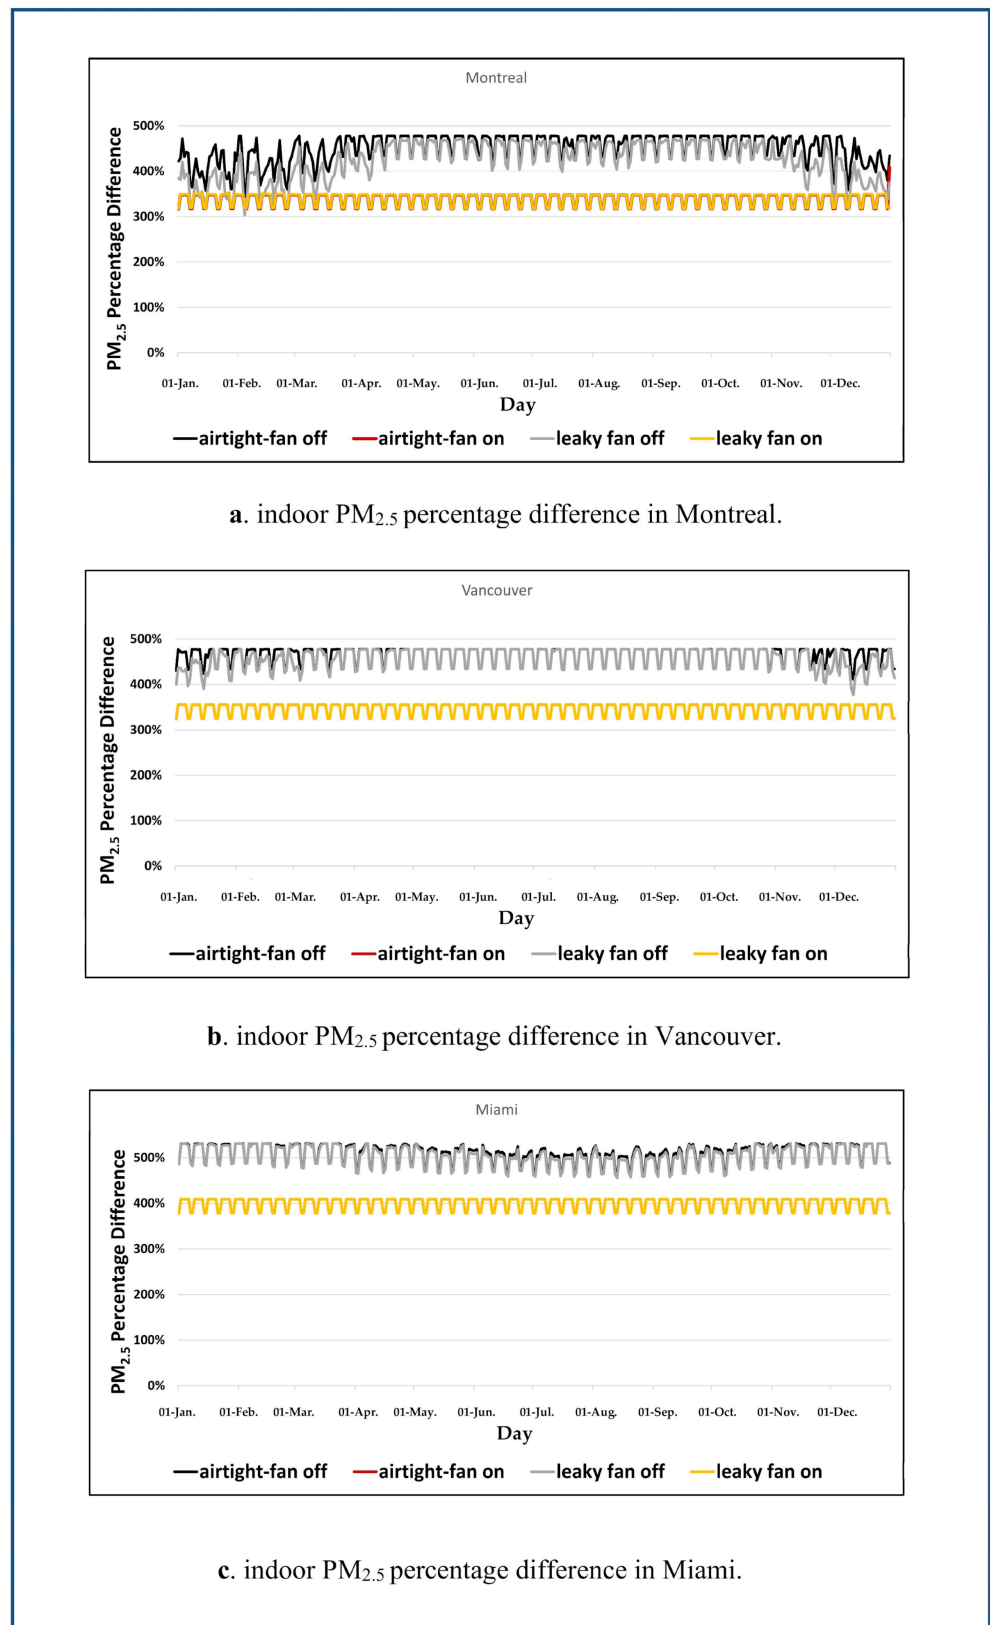 Montreal
PM2.5 Percentage Difference
500%
400%
300%
200%
100%
0%
01-Jan. 01-Feb. 01-Mar. 01-Apr. 01-May. 01-Jun. 01-Jul. 01-Aug. 01-Sep. 01-Oct. 01-Nov. 01-Dec.
Day
airtight-fan off airtight-fan on leaky fan off leaky fan on
a. indoor PM2.5 percentage difference in Montreal.
Vancouver
PM2.5 Percentage Difference
500%
400%
300%
200%
100%
0%
01-Jan. 01-Feb. 01-Mar. 01-Apr. 01-May. 01-Jun. 01-Jul. 01-Aug. 01-Sep. 01-Oct. 01-Nov. 01-Dec.
Day
airtight-fan off airtight-fan on leaky fan off leaky fan on
b. indoor PM2.5 percentage difference in Vancouver.
Miami
PM2.5 Percentage Difference
500%
400%
300%
200%
100%
0%
01-Jan. 01-Feb. 01-Mar. 01-Apr. 01-May. 01-Jun. 01-Jul. 01-Aug. 01-Sep. 01-Oct. 01-Nov. 01-Dec.
Day
airtight-fan off airtight-fan on leaky fan off leaky fan on
c. indoor PM2.5 percentage difference in Miami.